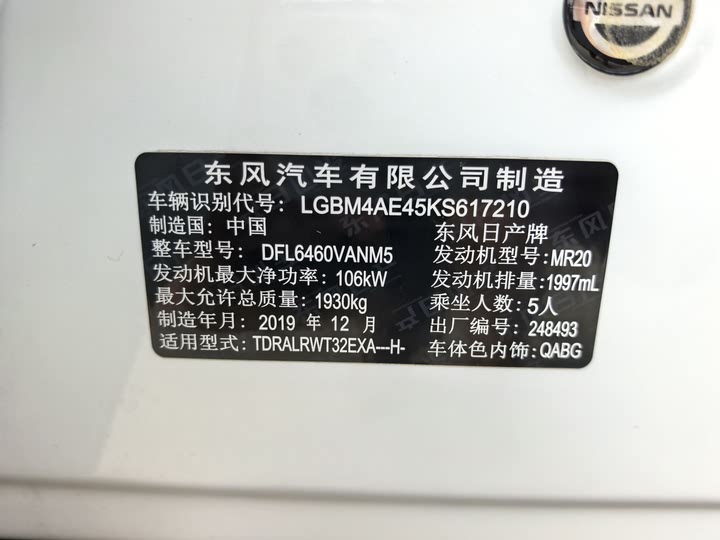 NISSAN
东风汽车有限公司制造
车辆识别代号: LGBM4AE45KS617210
制造国: 中国 东风日产牌
整车型号: DFL6460VANM5 发动机型号: MR20
发动机最大净功率: 106kW 发动机排量: 1997mL
最大允许总质量: 1930kg 乘坐人数: 5人
制造年月: 2019 年 12 月 出厂编号: 248493
适用型式: TDRALRWT32EXA---H- 车体色内饰: QABG